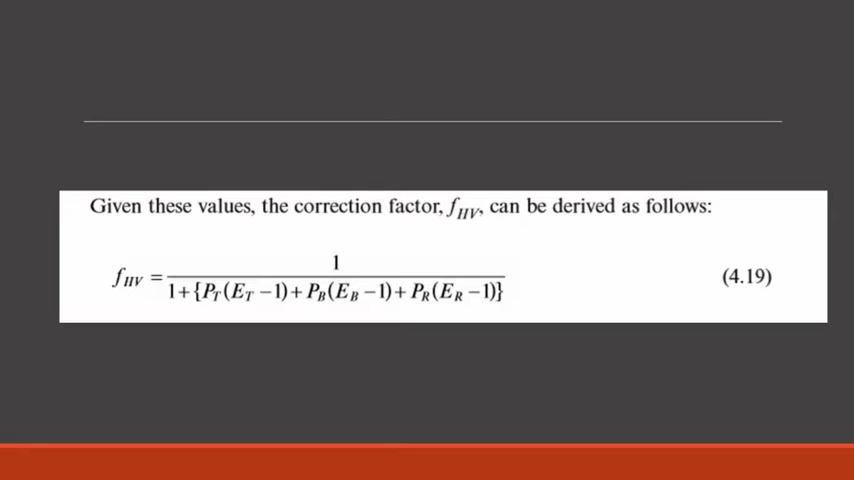 Given these values, the correction factor, f_HV, can be derived as follows:
f_HV = 1 / 1+{P_T(E_T −1)+P_B(E_B −1)+P_R(E_R −1)} (4.19)